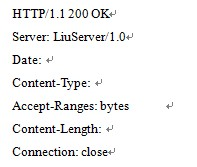 HTTP/1.1 200 OK
Server: LiuServer/1.0
Date:
Content-Type:
Accept-Ranges: bytes
Content-Length:
Connection: close